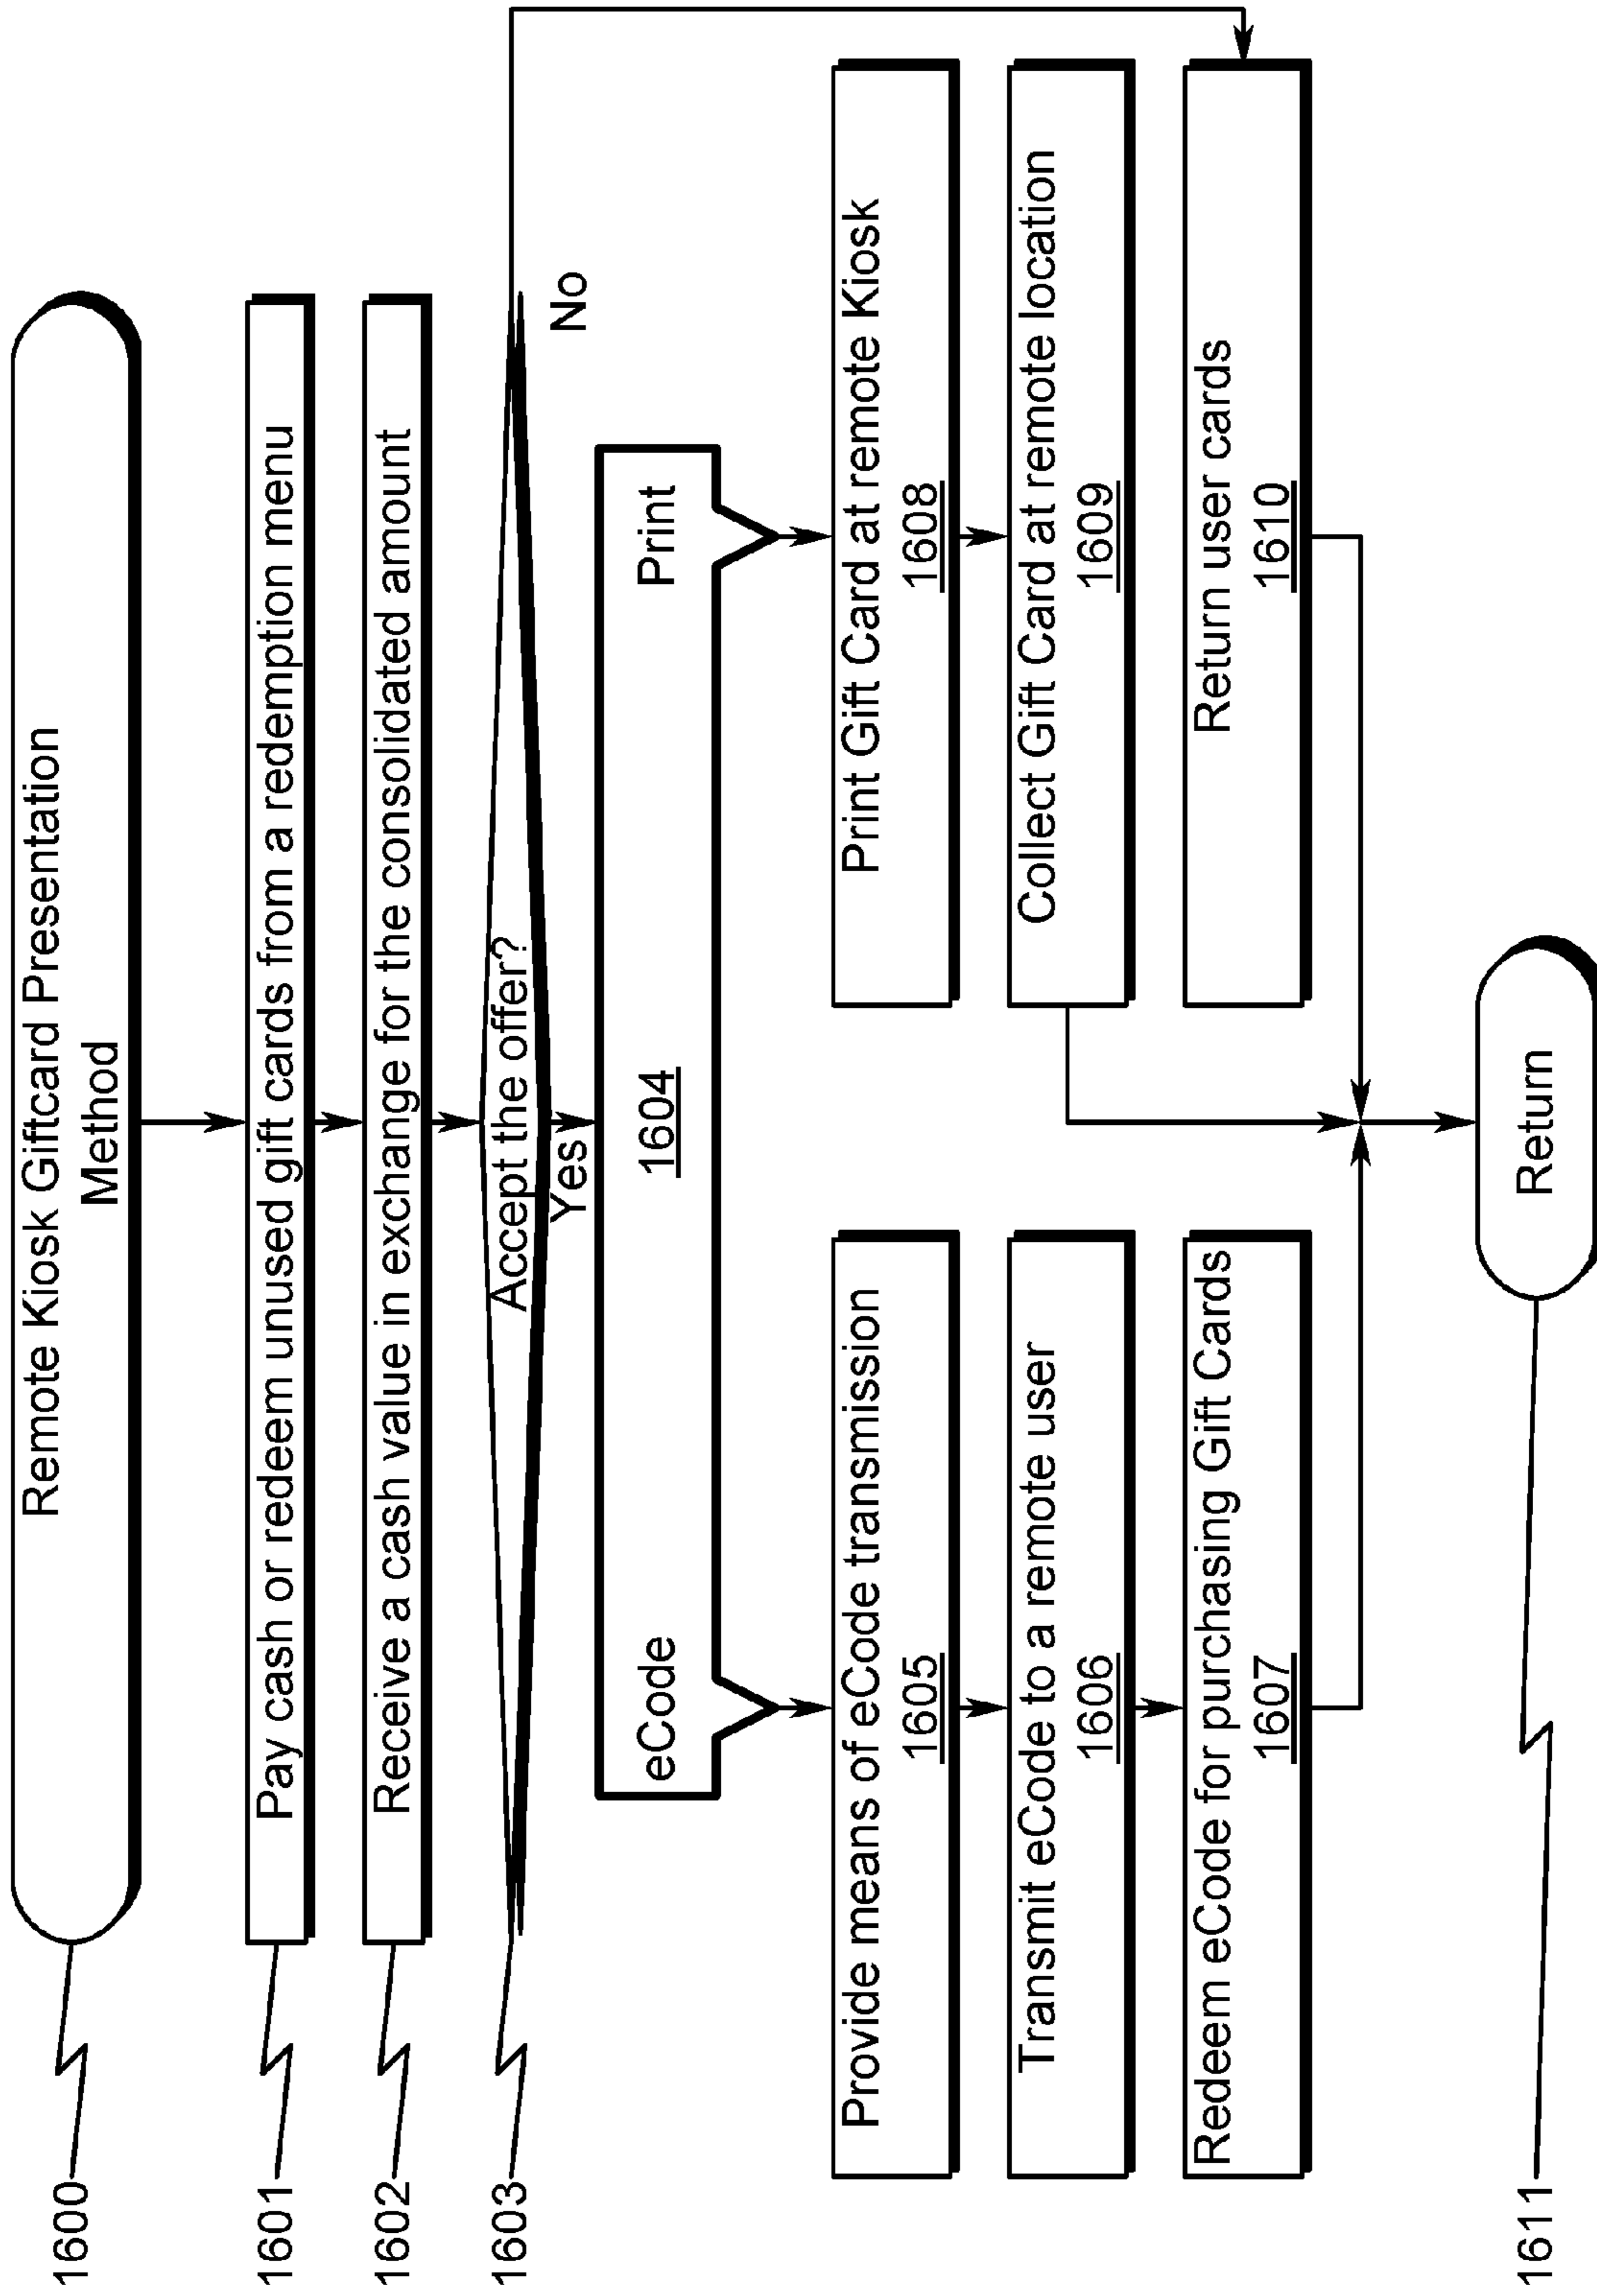 Remote Kiosk Giftcard Presentation
Method
1600
Pay cash or redeem unused gift cards from a redemption menu
1601
Receive a cash value in exchange for the consolidated amount
1602
Accept the offer?
1603
No
Yes
eCode
1604
Print
Provide means of eCode transmission
1605
Print Gift Card at remote Kiosk
1608
Transmit eCode to a remote user
1606
Collect Gift Card at remote location
1609
Redeem eCode for purchasing Gift Cards
1607
Return user cards
1610
Return
1611